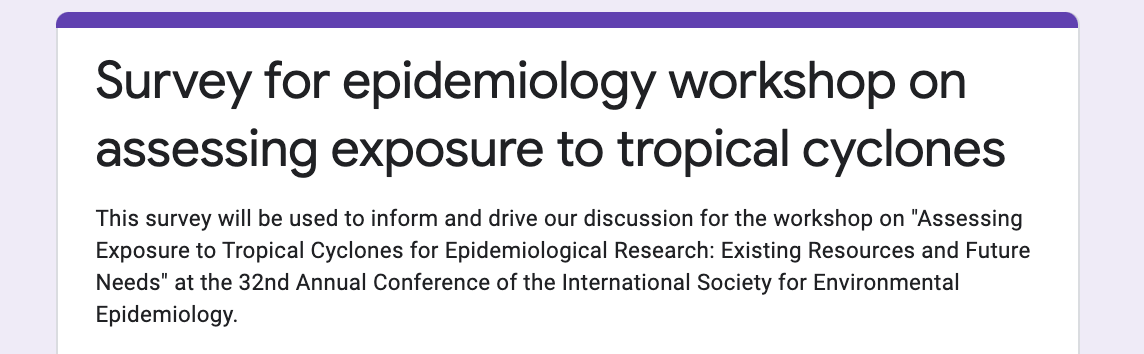 Survey for epidemiology workshop on
assessing exposure to tropical cyclones
This survey will be used to inform and drive our discussion for the workshop on "Assessing
Exposure to Tropical Cyclones for Epidemiological Research: Existing Resources and Future
Needs" at the 32nd Annual Conference of the International Society for Environmental
Epidemiology.